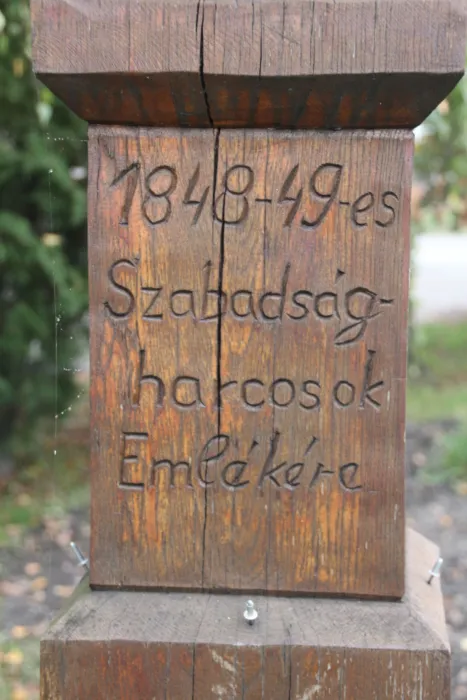 1848-49-es
Szabadság-
harcosok
Emlékére